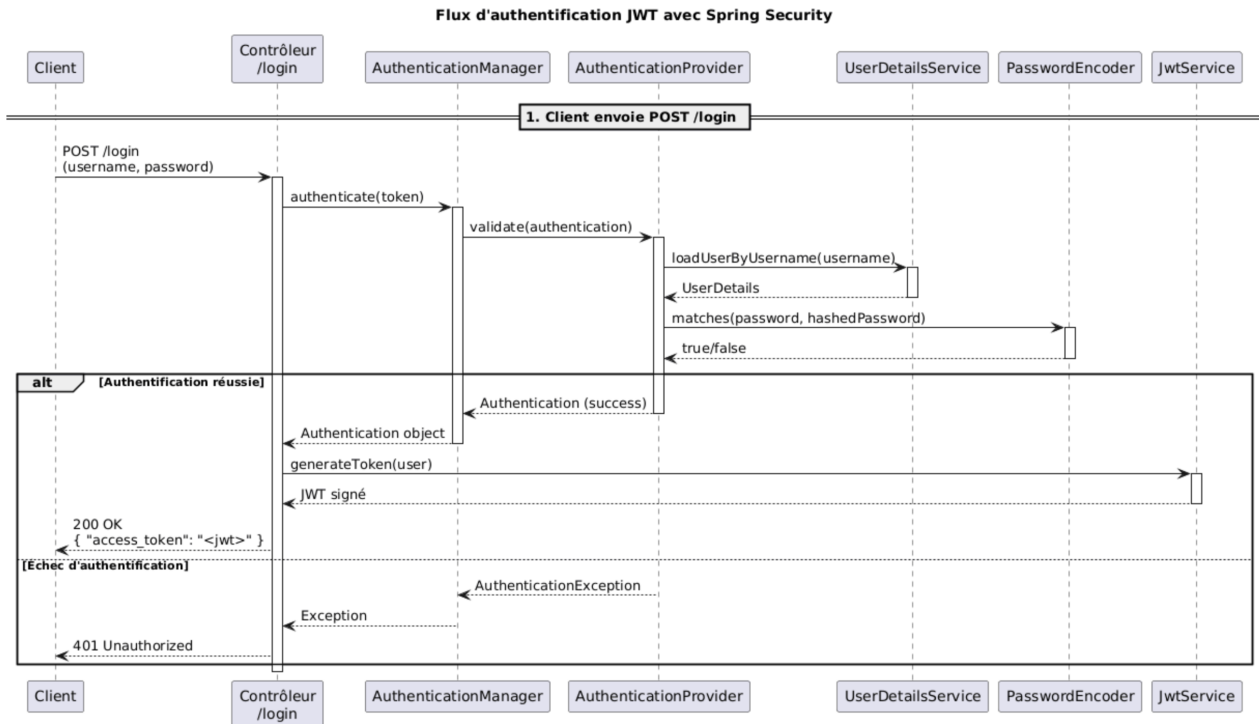 Flux d'authentification JWT avec Spring Security
Client
Contrôleur
/login
AuthenticationManager
AuthenticationProvider
UserDetailsService
PasswordEncoder
JwtService
1. Client envoie POST /login
POST /login
(username, password)
authenticate(token)
validate(authentication)
loadUserByUsername(username)
UserDetails
matches(password, hashedPassword)
true/false
alt
[Authentification réussie]
Authentication (success)
Authentication object
generateToken(user)
JWT signé
200 OK
{ "access_token": "<jwt>" }
[Échec d'authentification]
AuthenticationException
Exception
401 Unauthorized
Client
Contrôleur
/login
AuthenticationManager
AuthenticationProvider
UserDetailsService
PasswordEncoder
JwtService